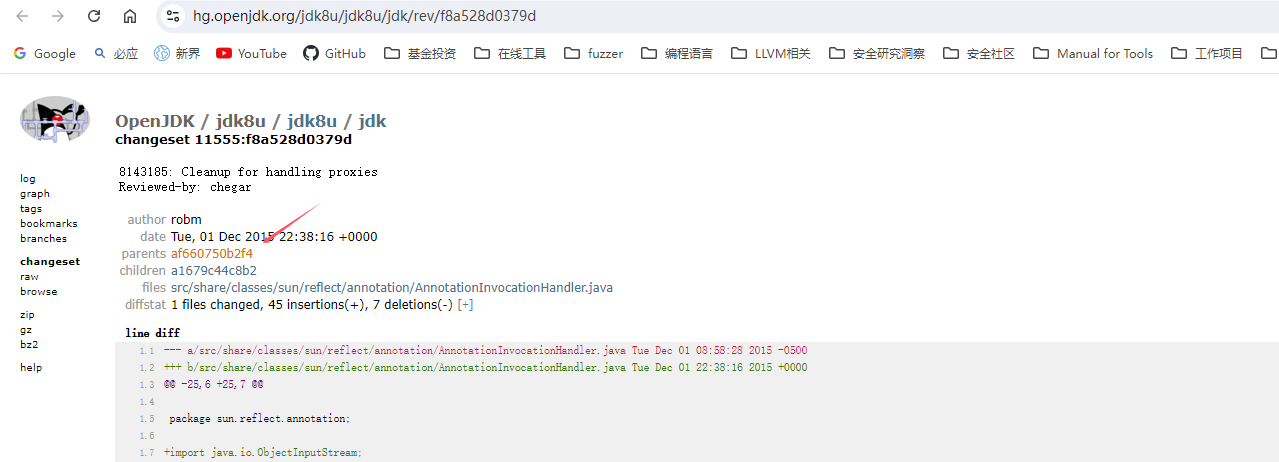 hg.openjdk.org/jdk8u/jdk8u/jdk/rev/f8a528d0379d
Google 必应 新界 YouTube GitHub 基金投资 在线工具 fuzzer 编程语言 LLVM相关 安全研究洞察 安全社区 Manual for Tools 工作项目
OpenJDK / jdk8u / jdk8u / jdk
changeset 11555:f8a528d0379d
8143185: Cleanup for handling proxies
Reviewed-by: chegar
log
graph
tags
bookmarks
branches
changeset
raw
browse
zip
gz
bz2
help
author robm
date Tue, 01 Dec 2015 22:38:16 +0000
parents af660750b2f4
children a1679c44c8b2
files src/share/classes/sun/reflect/annotation/AnnotationInvocationHandler.java
diffstat 1 files changed, 45 insertions(+), 7 deletions(-) [+]
line diff
1.1 --- a/src/share/classes/sun/reflect/annotation/AnnotationInvocationHandler.java Tue Dec 01 08:58:28 2015 -0500
1.2 +++ b/src/share/classes/sun/reflect/annotation/AnnotationInvocationHandler.java Tue Dec 01 22:38:16 2015 +0000
1.3 @@ -25,6 +25,7 @@
1.4
1.5 package sun.reflect.annotation;
1.6
1.7 +import java.io.ObjectInputStream;